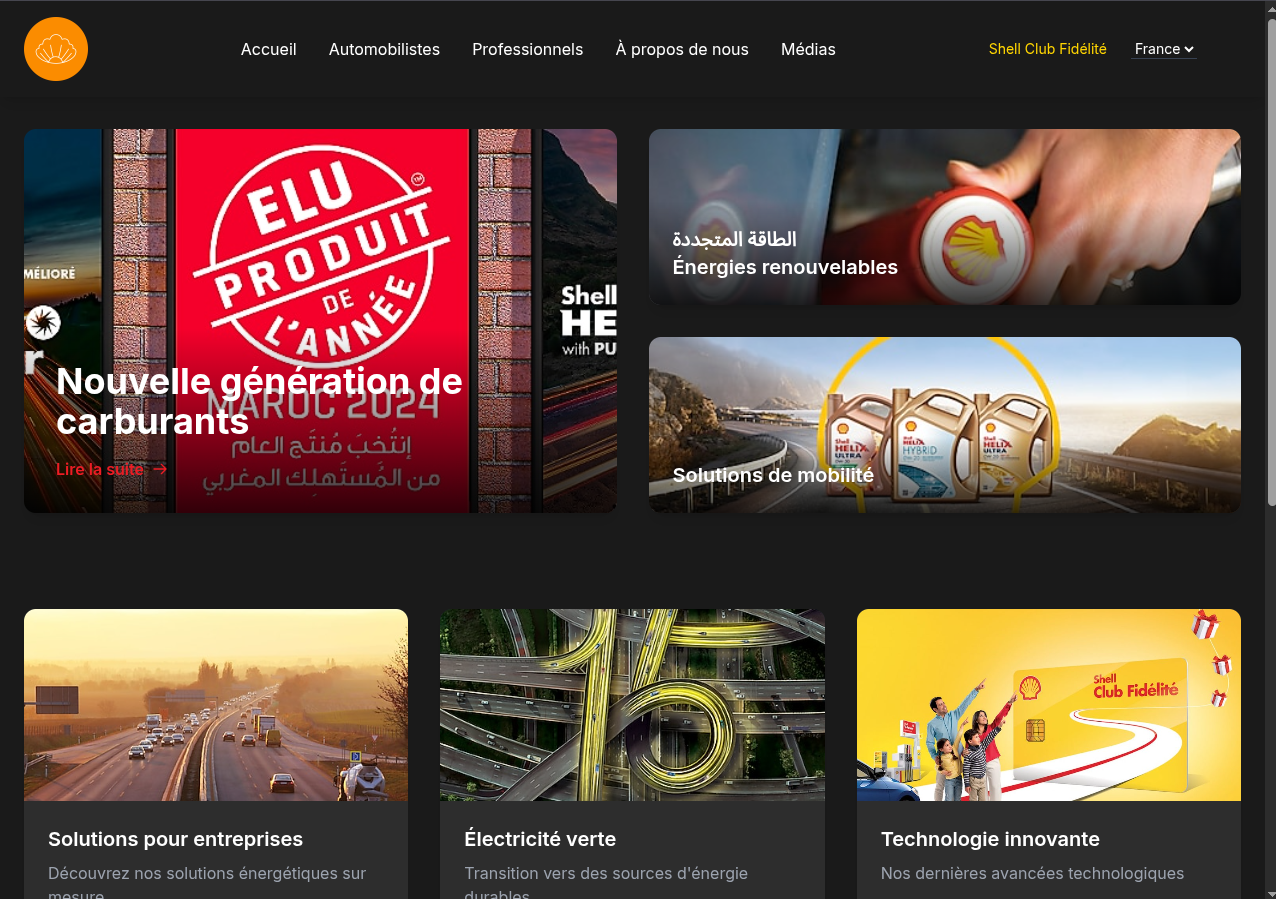 Accueil
Automobilistes
Professionnels
À propos de nous
Médias
Shell Club Fidélité
France
MÉLIORÉ
r
ELU
PRODUIT
DE
L'ANNÉE
MAROC 2024
إنتُخبَ مُنتَج العام
من المُستَهلِك المغربي
Shell
HE
with PU
Nouvelle génération de
carburants
Lire la suite →
الطاقة المتجددة
Énergies renouvelables
Shell
HELIX
ULTRA
Shell
HELIX
HYBRID
Shell
HELIX
ULTRA
Solutions de mobilité
Shell
Club Fidélité
Solutions pour entreprises
Découvrez nos solutions énergétiques sur
mesure
Électricité verte
Transition vers des sources d'énergie
durables
Technologie innovante
Nos dernières avancées technologiques